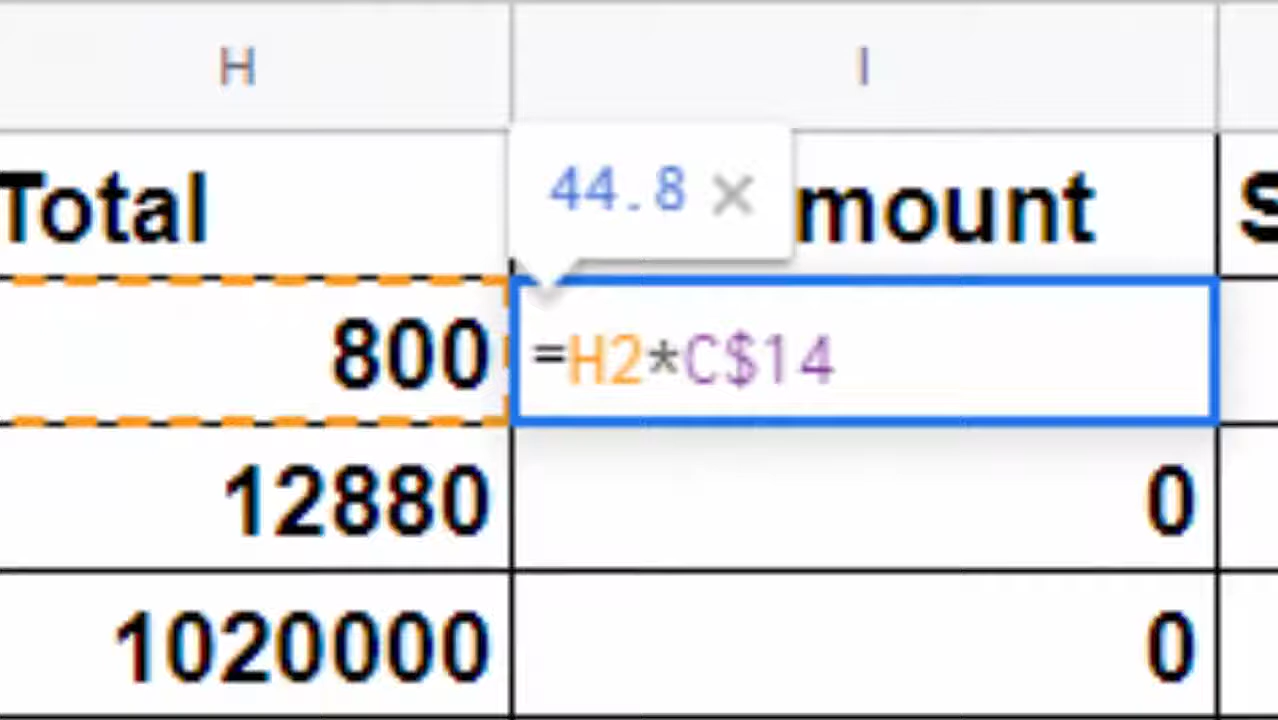 H I
Total 44.8 × mount S
800 =H2*C$14
12880 0
1020000 0